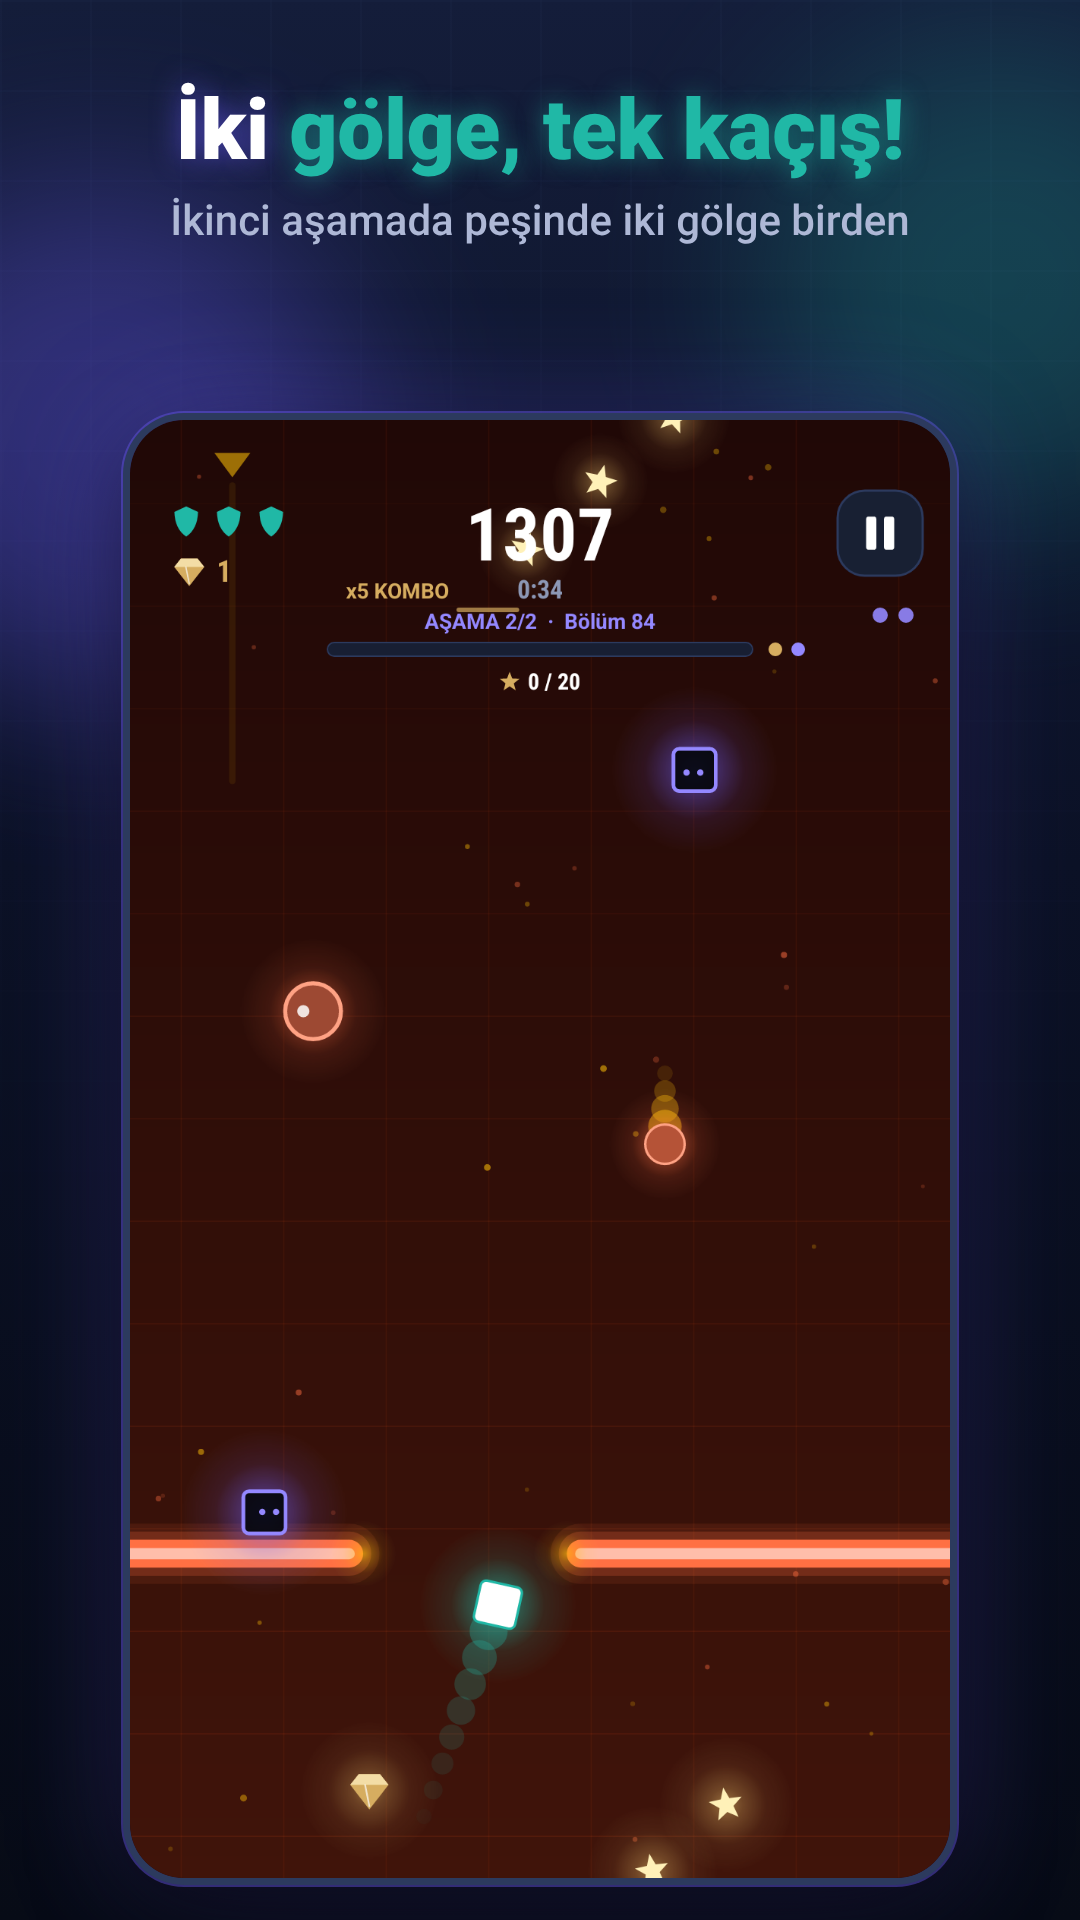 İki gölge, tek kaçış!
İkinci aşamada peşinde iki gölge birden
1307
1
x5 KOMBO
0:34
AŞAMA 2/2 · Bölüm 84
0 / 20